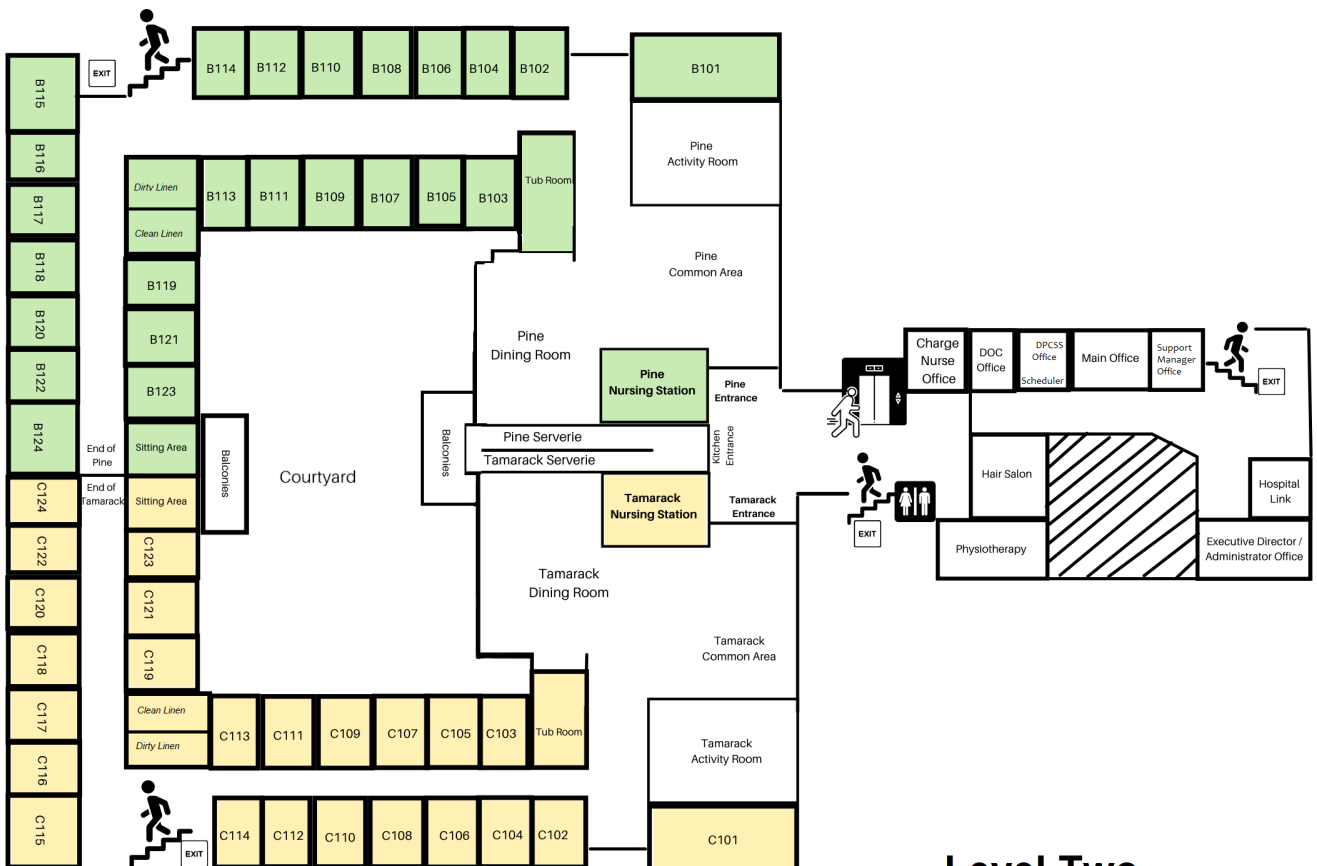 EXIT
B114
B112
B110
B108
B106
B104
B102
B101
B115
B116
B117
B118
B120
B122
B124
Pine
Activity Room
Dirty Linen
Clean Linen
B113
B111
B109
B107
B105
B103
Tub Room
B119
B121
B123
Sitting Area
Pine
Common Area
Pine
Dining Room
Pine
Nursing Station
Pine
Entrance
Charge
Nurse
Office
DOC
Office
DPCSS
Office
Scheduler
Main Office
Support
Manager
Office
EXIT
End of
Pine
Balconies
Courtyard
Balconies
Pine Serverie
Tamarack Serverie
Kitchen
Entrance
Hair Salon
Hospital
Link
End of
Tamarack
Sitting Area
Tamarack
Nursing Station
Tamarack
Entrance
EXIT
Physiotherapy
Executive Director /
Administrator Office
C124
C122
C120
C118
C117
C116
C115
C123
C121
C119
Tamarack
Dining Room
Tamarack
Common Area
Clean Linen
Dirty Linen
C113
C111
C109
C107
C105
C103
Tub Room
Tamarack
Activity Room
EXIT
C114
C112
C110
C108
C106
C104
C102
C101
Level Two